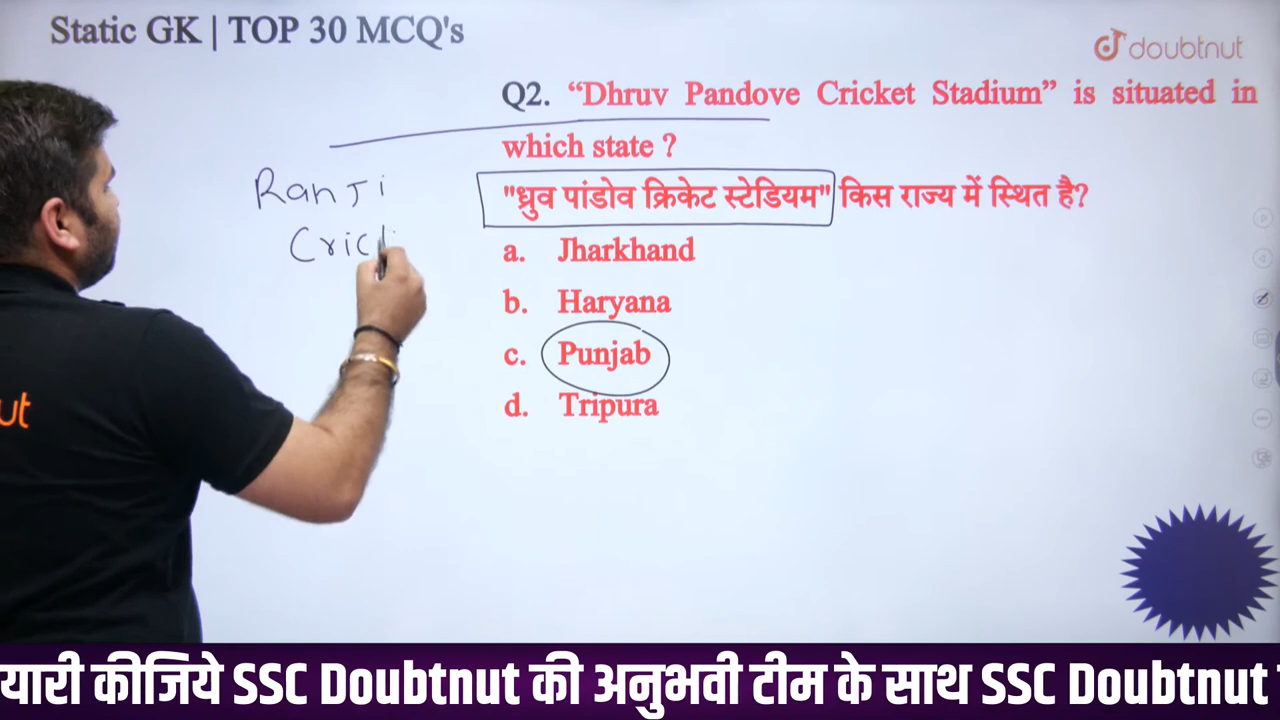 Static GK | TOP 30 MCQ's
doubtnut
Q2. “Dhruv Pandove Cricket Stadium” is situated in
which state ?
"ध्रुव पांडोव क्रिकेट स्टेडियम" किस राज्य में स्थित है?
Ranji
a. Jharkhand
b. Haryana
c. Punjab
d. Tripura
यारी कीजिये SSC Doubtnut की अनुभवी टीम के साथ SSC Doubtnut